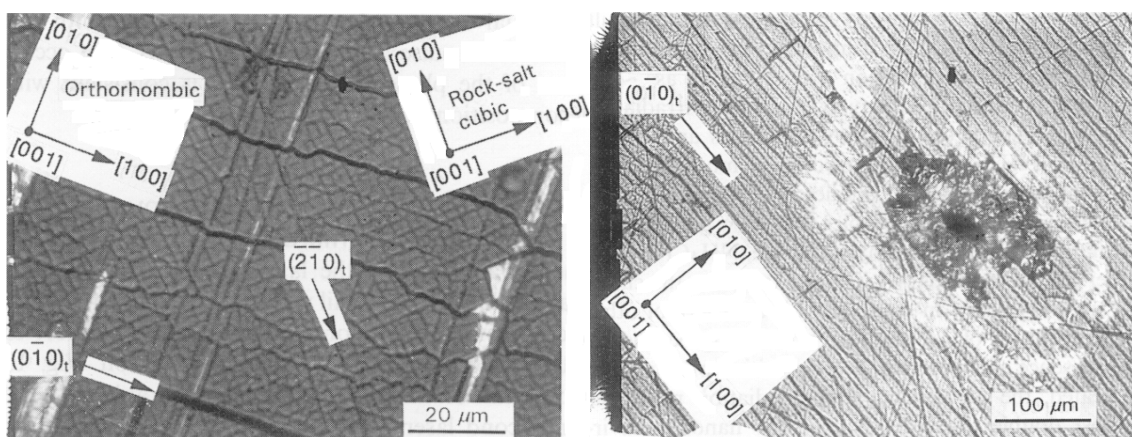 [010]
Orthorhombic
[001]
[100]
[010]
Rock-salt
cubic
[100]
[001]
(2̅1̅0)t
(01̅0)t
20 μm
(01̅0)t
[010]
[001]
[100]
100 μm